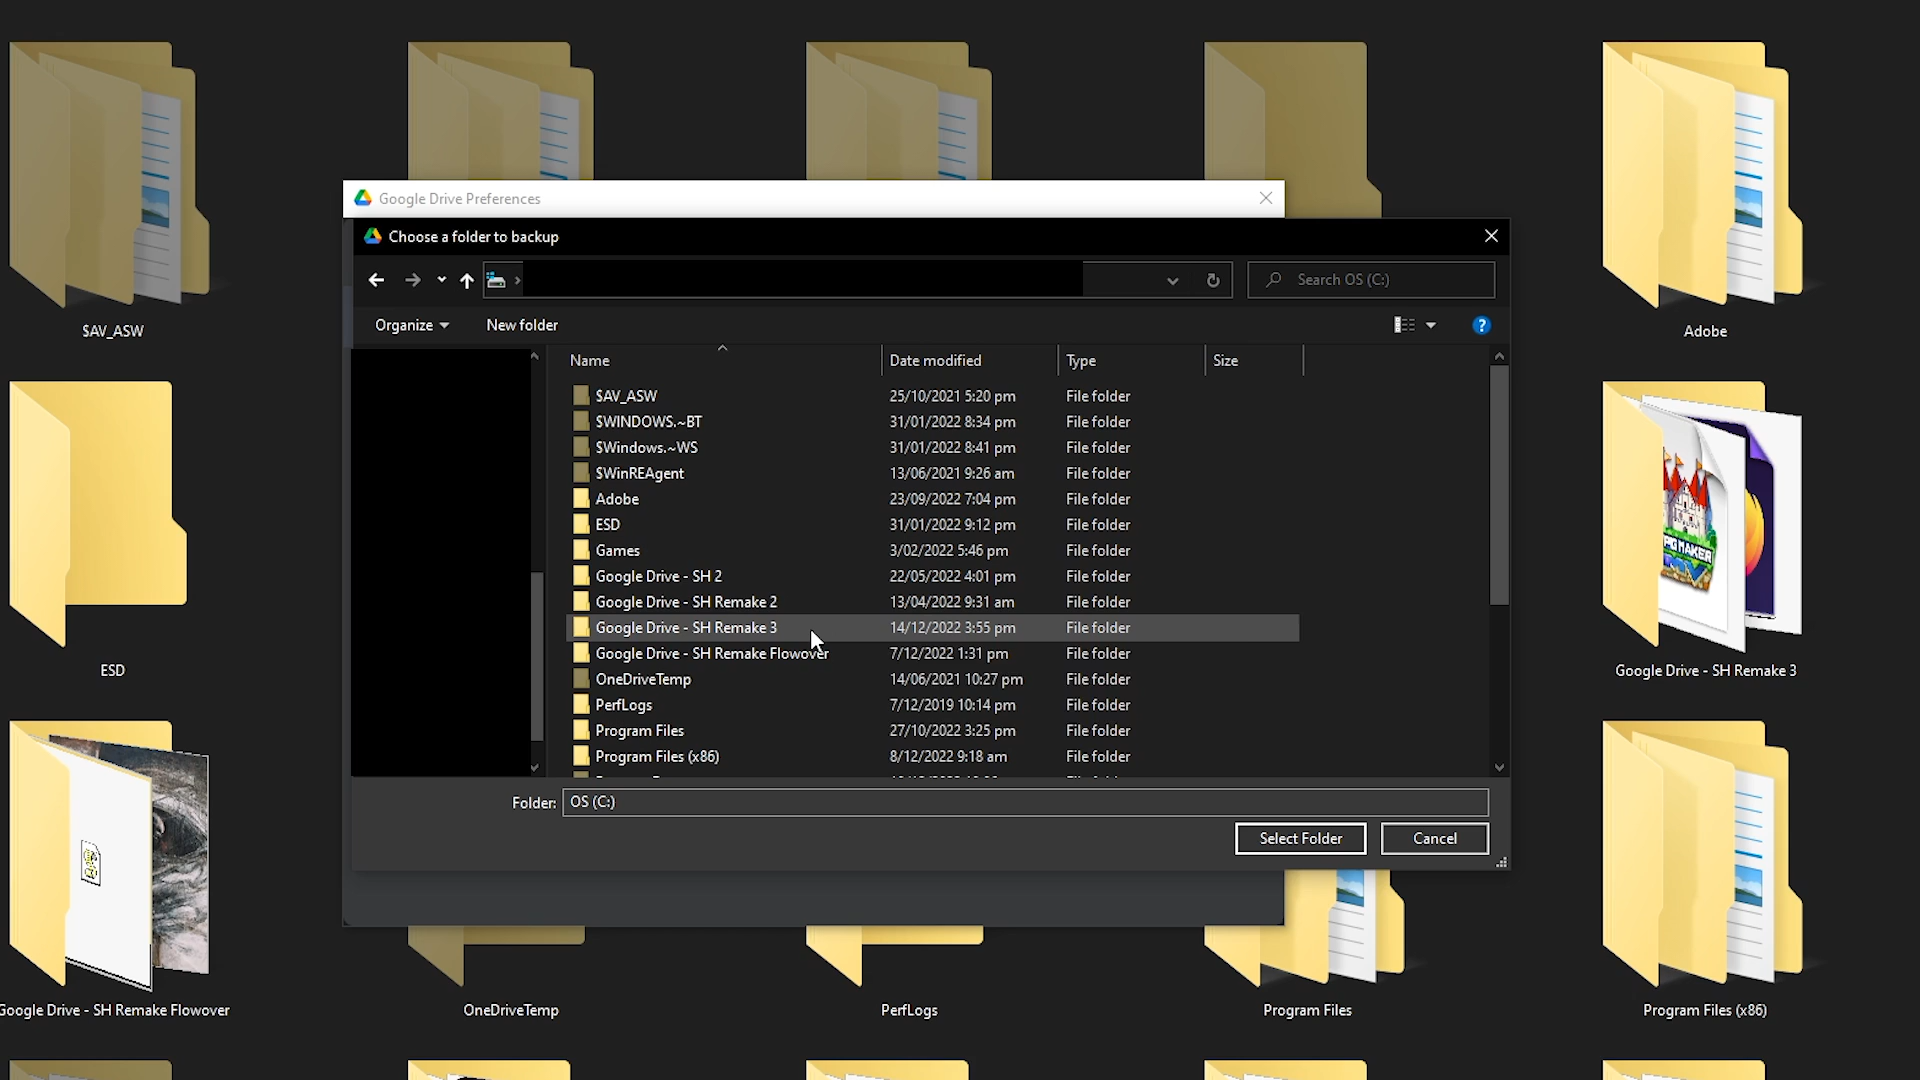 Google Drive Preferences
Choose a folder to backup
Search OS (C:)
Organize
New folder
?
Name
Date modified
Type
Size
$AV_ASW 25/10/2021 5:20 pm File folder
$WINDOWS.~BT 31/01/2022 8:34 pm File folder
$Windows.~WS 31/01/2022 8:41 pm File folder
$WinREAgent 13/06/2021 9:26 am File folder
Adobe 23/09/2022 7:04 pm File folder
ESD 31/01/2022 9:12 pm File folder
Games 3/02/2022 5:46 pm File folder
Google Drive - SH 2 22/05/2022 4:01 pm File folder
Google Drive - SH Remake 2 13/04/2022 9:31 am File folder
Google Drive - SH Remake 3 14/12/2022 3:55 pm File folder
Google Drive - SH Remake Flowover 7/12/2022 1:31 pm File folder
OneDriveTemp 14/06/2021 10:27 pm File folder
PerfLogs 7/12/2019 10:14 pm File folder
Program Files 27/10/2022 3:25 pm File folder
Program Files (x86) 8/12/2022 9:18 am File folder
Folder: OS (C:)
Select Folder
Cancel
$AV_ASW
Adobe
ESD
MAKER
Google Drive - SH Remake 3
Google Drive - SH Remake Flowover
OneDriveTemp
PerfLogs
Program Files
Program Files (x86)